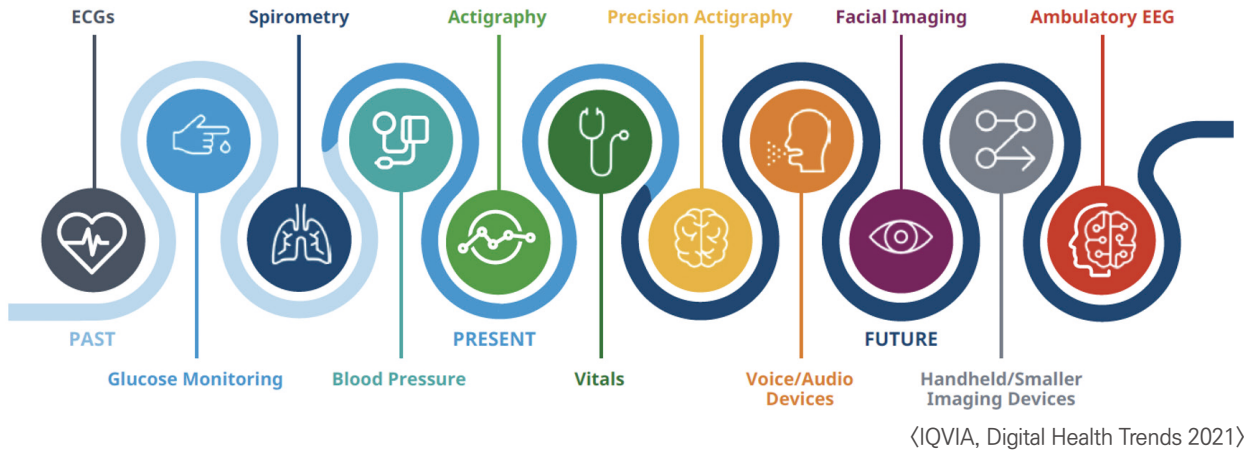 ECGs
Spirometry
Actigraphy
Precision Actigraphy
Facial Imaging
Ambulatory EEG
PAST
PRESENT
FUTURE
Glucose Monitoring
Blood Pressure
Vitals
Voice/Audio
Devices
Handheld/Smaller
Imaging Devices
〈IQVIA, Digital Health Trends 2021〉